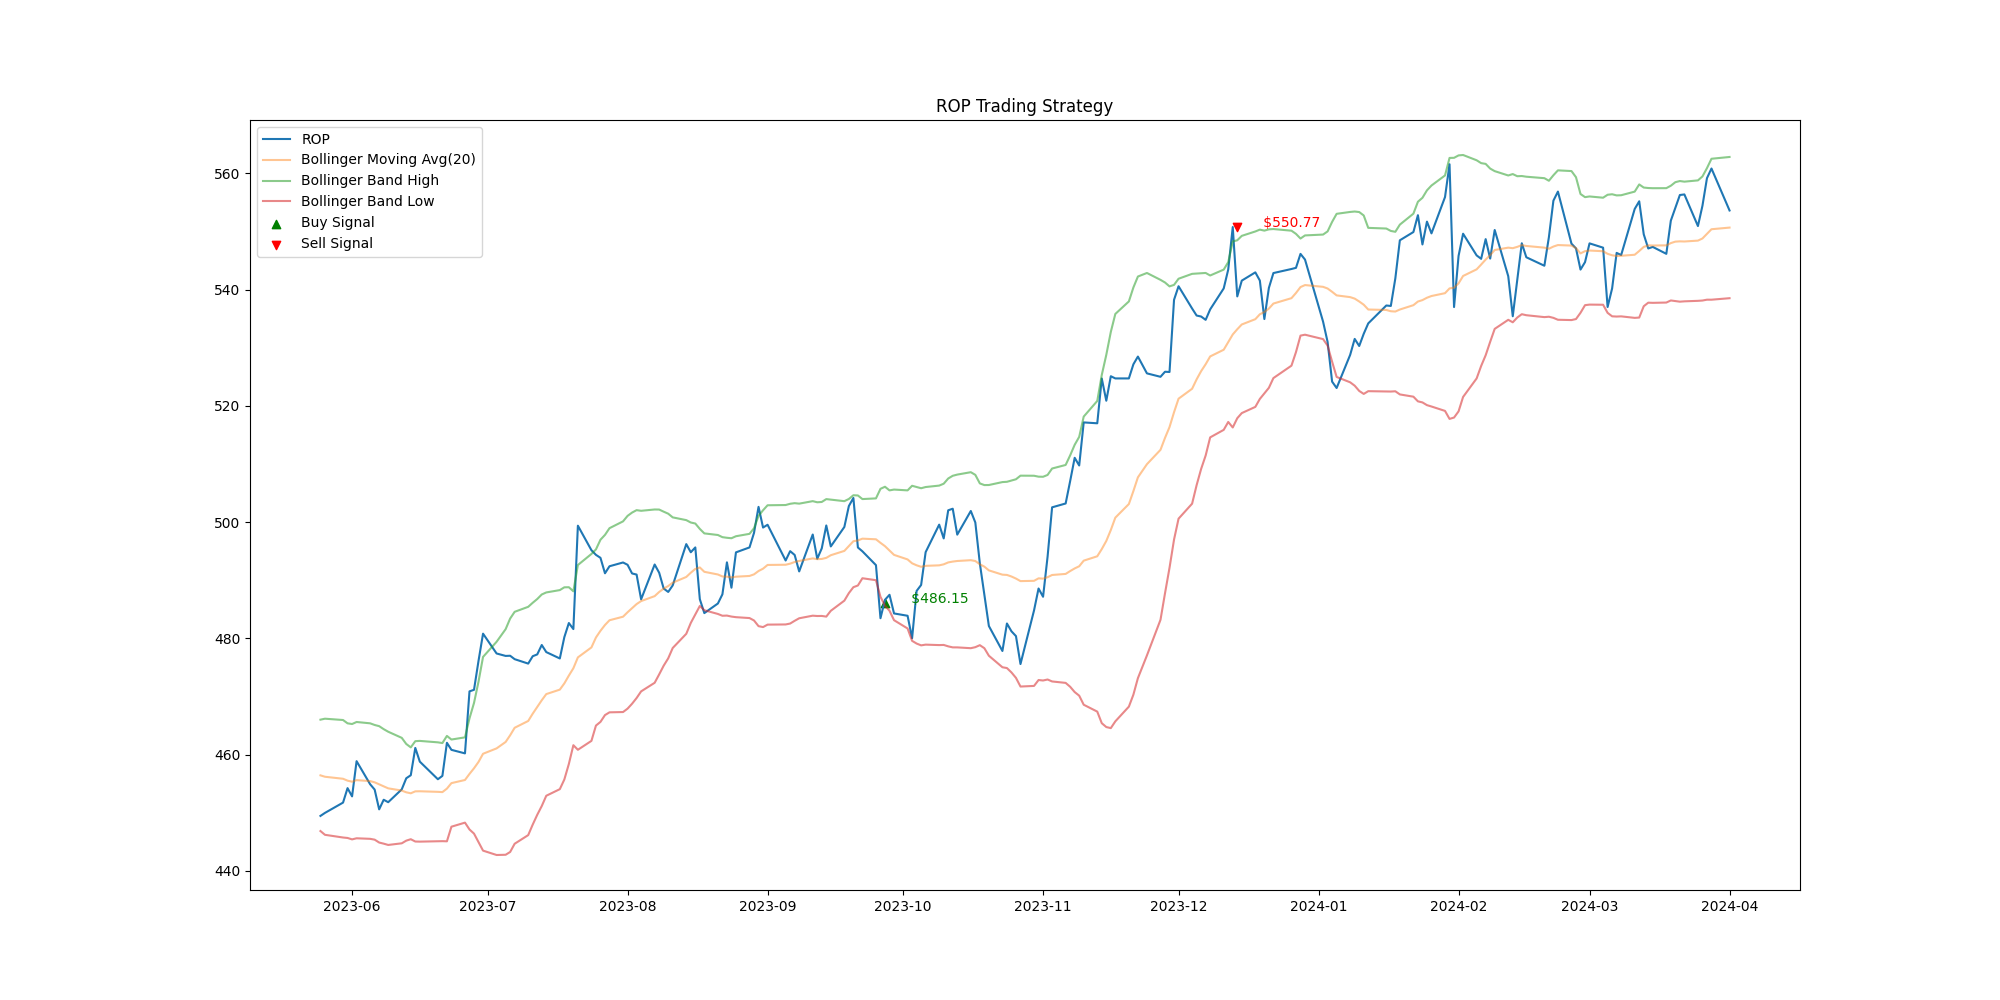 ROP Trading Strategy
ROP
Bollinger Moving Avg(20)
Bollinger Band High
Bollinger Band Low
Buy Signal
Sell Signal
560
540
520
500
480
460
440
$550.77
$486.15
2023-06 2023-07 2023-08 2023-09 2023-10 2023-11 2023-12 2024-01 2024-02 2024-03 2024-04